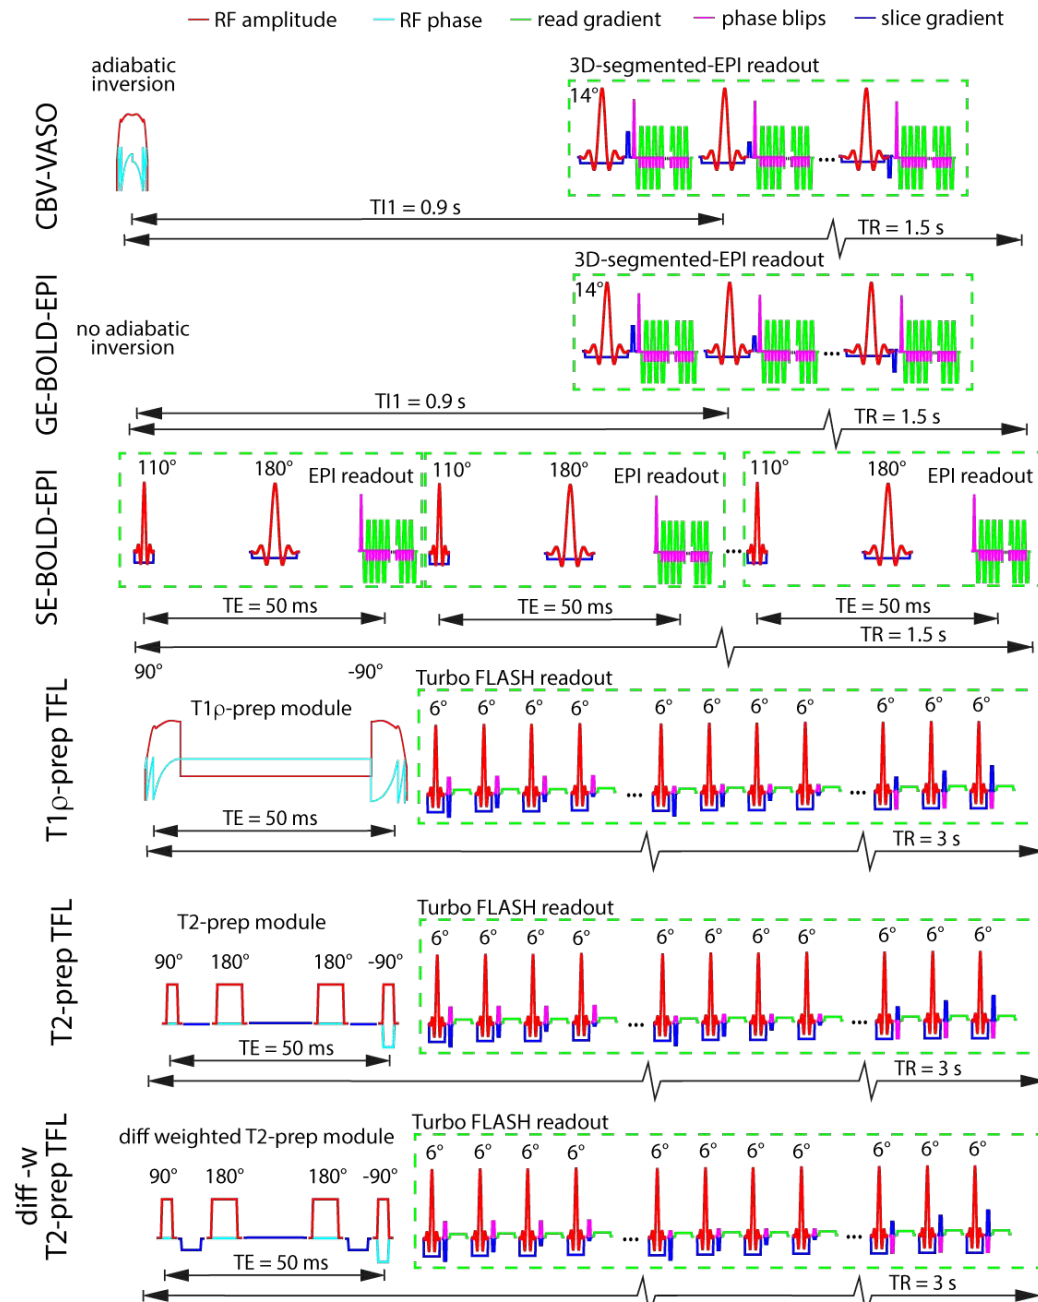 RF amplitude RF phase read gradient phase blips slice gradient
CBV-VASO
adiabatic
inversion
3D-segmented-EPI readout
14°
...
TI1 = 0.9 s
TR = 1.5 s
GE-BOLD-EPI
no adiabatic
inversion
3D-segmented-EPI readout
14°
...
TI1 = 0.9 s
TR = 1.5 s
SE-BOLD-EPI
110° 180° EPI readout 110° 180° EPI readout ... 110° 180° EPI readout
TE = 50 ms TE = 50 ms TE = 50 ms
TR = 1.5 s
T1ρ-prep TFL
90° -90°
T1ρ-prep module
Turbo FLASH readout
6° 6° 6° 6° ... 6° 6° 6° 6° ... 6° 6° 6°
TE = 50 ms
TR = 3 s
T2-prep TFL
T2-prep module
90° 180° 180° -90°
Turbo FLASH readout
6° 6° 6° 6° ... 6° 6° 6° 6° ... 6° 6° 6°
TE = 50 ms
TR = 3 s
diff -w
T2-prep TFL
diff weighted T2-prep module
90° 180° 180° -90°
Turbo FLASH readout
6° 6° 6° 6° ... 6° 6° 6° 6° ... 6° 6° 6°
TE = 50 ms
TR = 3 s